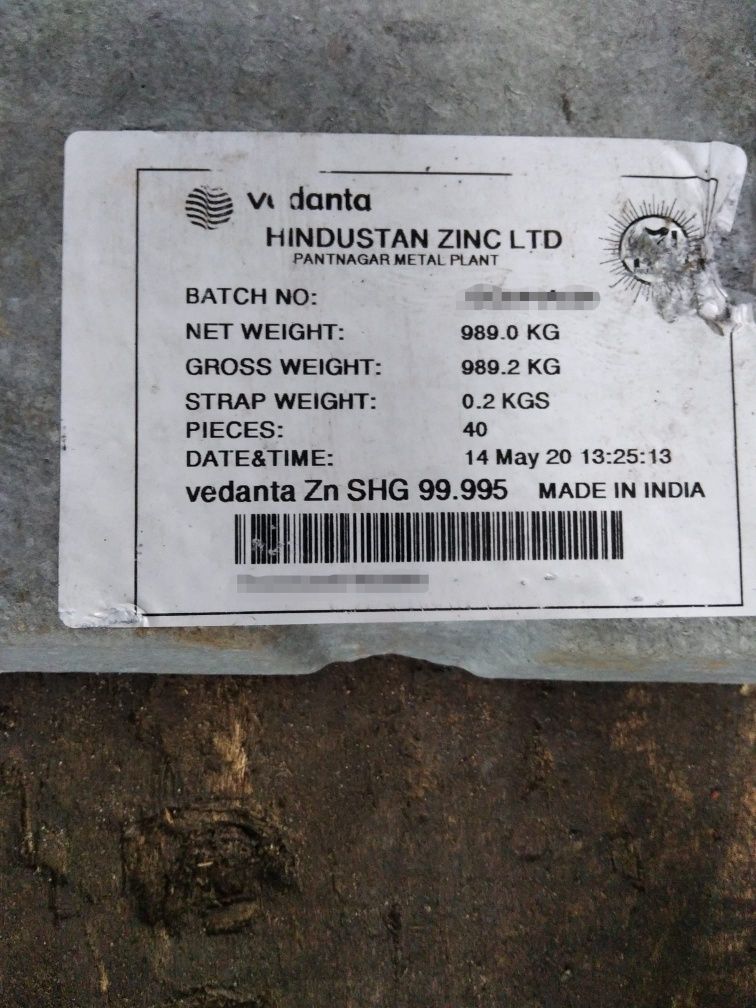 vedanta
HINDUSTAN ZINC LTD
PANTNAGAR METAL PLANT
BATCH NO:
NET WEIGHT: 989.0 KG
GROSS WEIGHT: 989.2 KG
STRAP WEIGHT: 0.2 KGS
PIECES: 40
DATE&TIME: 14 May 20 13:25:13
vedanta Zn SHG 99.995 MADE IN INDIA